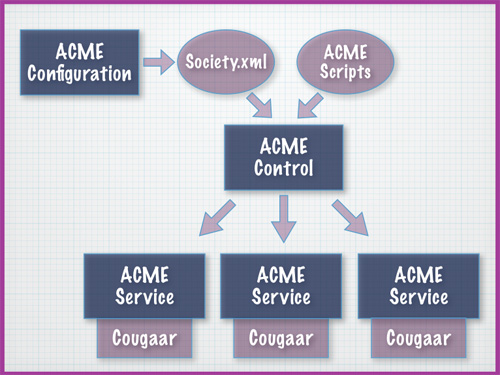 ACME
Configuration
Society.xml
ACME
Scripts
ACME
Control
ACME
Service
Cougaar
ACME
Service
Cougaar
ACME
Service
Cougaar